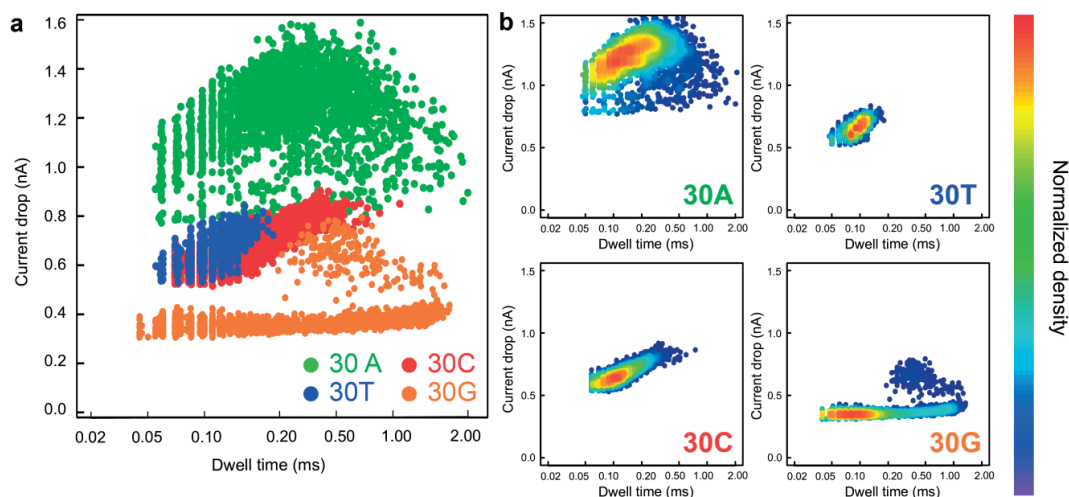 a
1.6
1.4
1.2
1.0
0.8
0.6
0.4
0.2
0.0
Current drop (nA)
0.02 0.05 0.10 0.20 0.50 1.00 2.00
Dwell time (ms)
30 A 30C
30T 30G
b
1.5
1.0
0.5
0.0
Current drop (nA)
30A
0.02 0.05 0.10 0.20 0.50 1.00 2.00
Dwell time (ms)
1.5
1.0
0.5
0.0
Current drop (nA)
30T
0.02 0.05 0.10 0.20 0.50 1.00 2.00
Dwell time (ms)
1.5
1.0
0.5
0.0
Current drop (nA)
30C
0.02 0.05 0.10 0.20 0.50 1.00 2.00
Dwell time (ms)
1.5
1.0
0.5
0.0
Current drop (nA)
30G
0.02 0.05 0.10 0.20 0.50 1.00 2.00
Dwell time (ms)
Normalized density